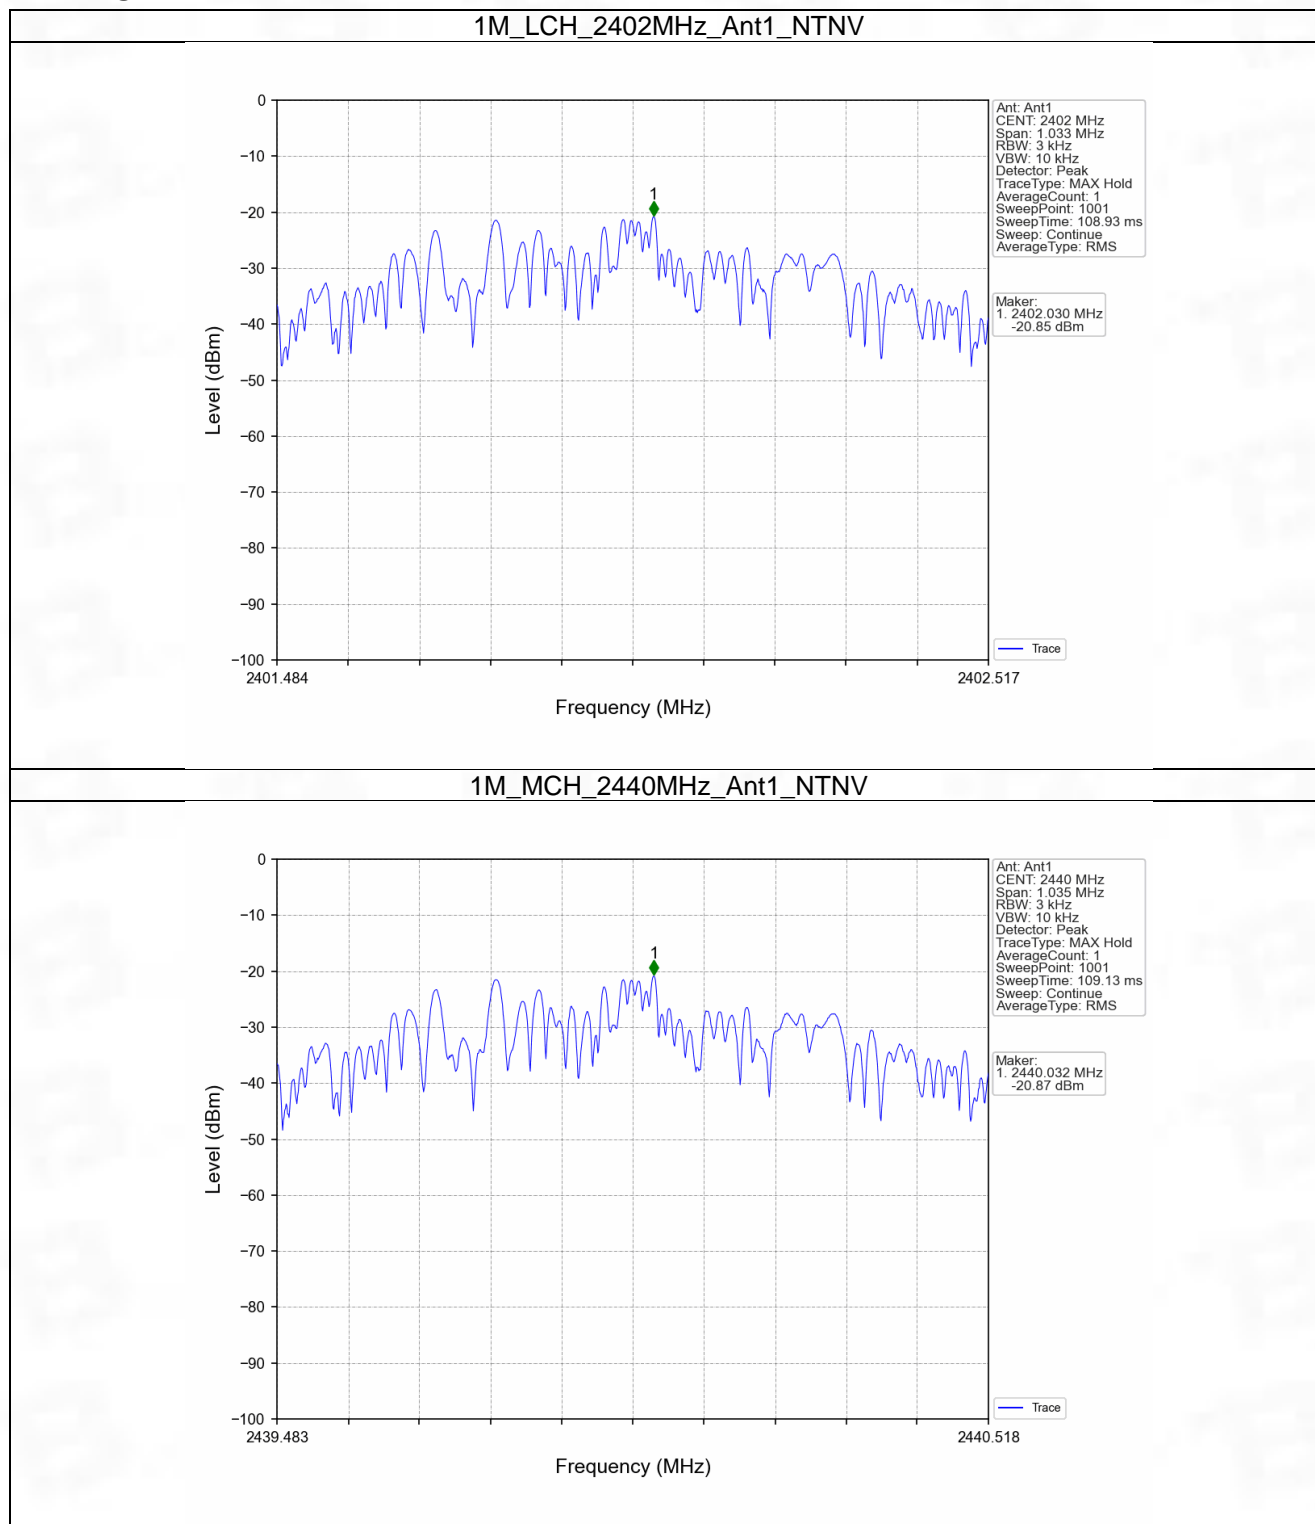 1M_LCH_2402MHz_Ant1_NTNV
0
−10
−20
−30
−40
−50
−60
−70
−80
−90
−100
Level (dBm)
1
2401.484
2402.517
Frequency (MHz)
Ant: Ant1
CENT: 2402 MHz
Span: 1.033 MHz
RBW: 3 kHz
VBW: 10 kHz
Detector: Peak
TraceType: MAX Hold
AverageCount: 1
SweepPoint: 1001
SweepTime: 108.93 ms
Sweep: Continue
AverageType: RMS
Maker:
1. 2402.030 MHz
-20.85 dBm
Trace
1M_MCH_2440MHz_Ant1_NTNV
0
−10
−20
−30
−40
−50
−60
−70
−80
−90
−100
Level (dBm)
1
2439.483
2440.518
Frequency (MHz)
Ant: Ant1
CENT: 2440 MHz
Span: 1.035 MHz
RBW: 3 kHz
VBW: 10 kHz
Detector: Peak
TraceType: MAX Hold
AverageCount: 1
SweepPoint: 1001
SweepTime: 109.13 ms
Sweep: Continue
AverageType: RMS
Maker:
1. 2440.032 MHz
-20.87 dBm
Trace